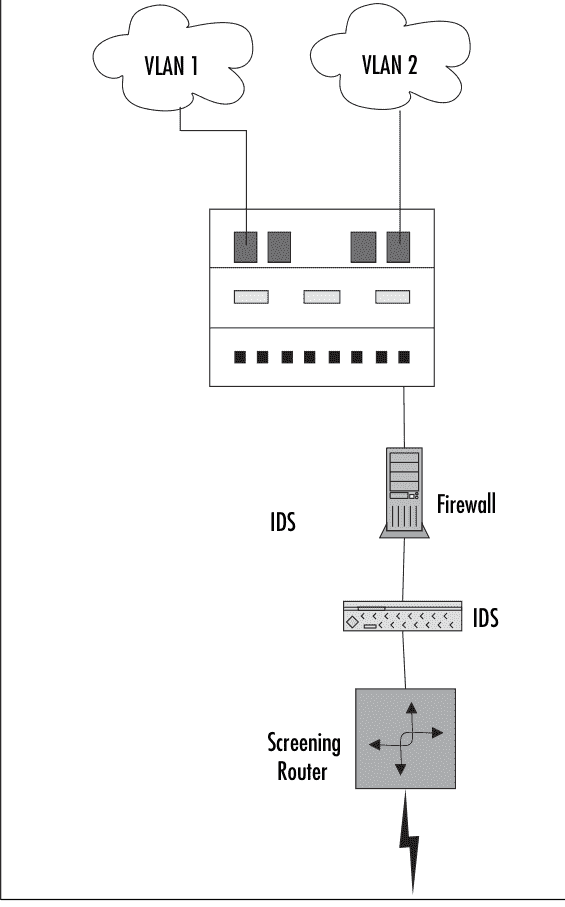 VLAN 1
VLAN 2
Firewall
IDS
IDS
Screening
Router